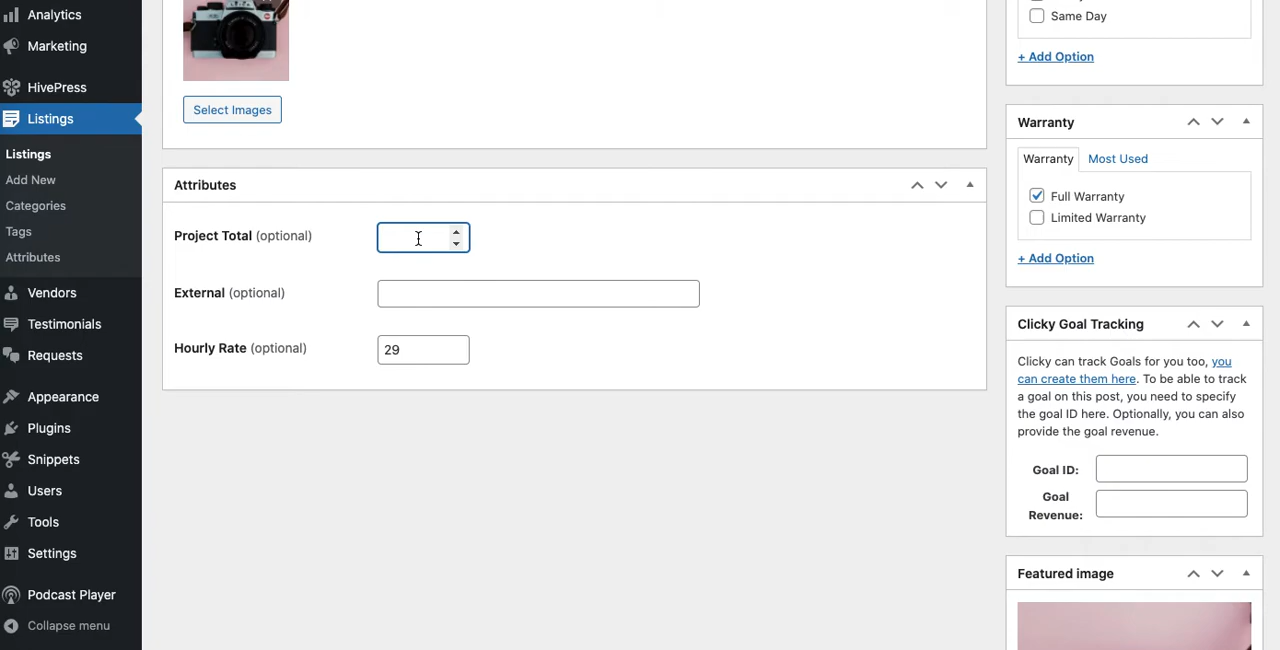 Analytics
Marketing
HivePress
Listings
Listings
Add New
Categories
Tags
Attributes
Vendors
Testimonials
Requests
Appearance
Plugins
Snippets
Users
Tools
Settings
Podcast Player
Collapse menu
Select Images
Attributes
Project Total (optional)
External (optional)
Hourly Rate (optional)
29
Same Day
+ Add Option
Warranty
Warranty Most Used
Full Warranty
Limited Warranty
+ Add Option
Clicky Goal Tracking
Clicky can track Goals for you too, you
can create them here. To be able to track
a goal on this post, you need to specify
the goal ID here. Optionally, you can also
provide the goal revenue.
Goal ID:
Goal
Revenue:
Featured image